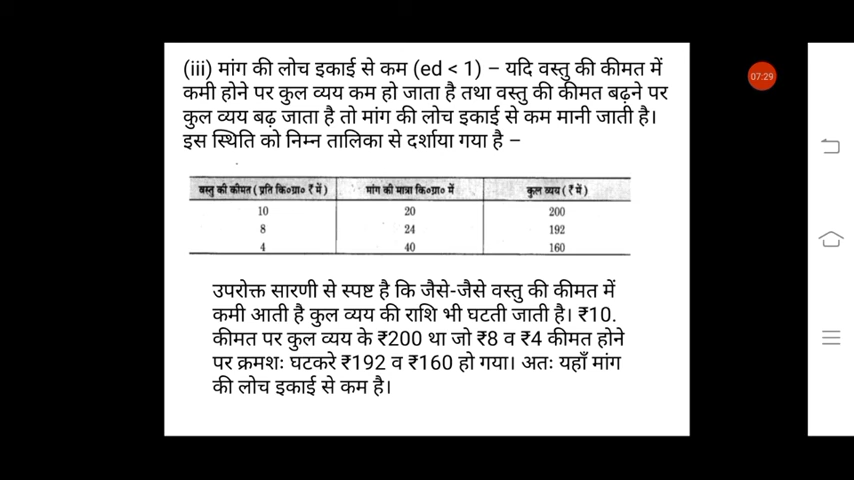 (iii) मांग की लोच इकाई से कम (ed < 1) – यदि वस्तु की कीमत में
कमी होने पर कुल व्यय कम हो जाता है तथा वस्तु की कीमत बढ़ने पर
कुल व्यय बढ़ जाता है तो मांग की लोच इकाई से कम मानी जाती है।
इस स्थिति को निम्न तालिका से दर्शाया गया है –
07:29
वस्तु की कीमत ( प्रति कि०ग्रा० ₹ में ) मांग की मात्रा कि०ग्रा० में कुल व्यय ( ₹ में )
10 20 200
8 24 192
4 40 160
उपरोक्त सारणी से स्पष्ट है कि जैसे-जैसे वस्तु की कीमत में
कमी आती है कुल व्यय की राशि भी घटती जाती है। ₹10.
कीमत पर कुल व्यय के ₹200 था जो ₹8 व ₹4 कीमत होने
पर क्रमशः घटकरे ₹192 व ₹160 हो गया। अतः यहाँ मांग
की लोच इकाई से कम है।